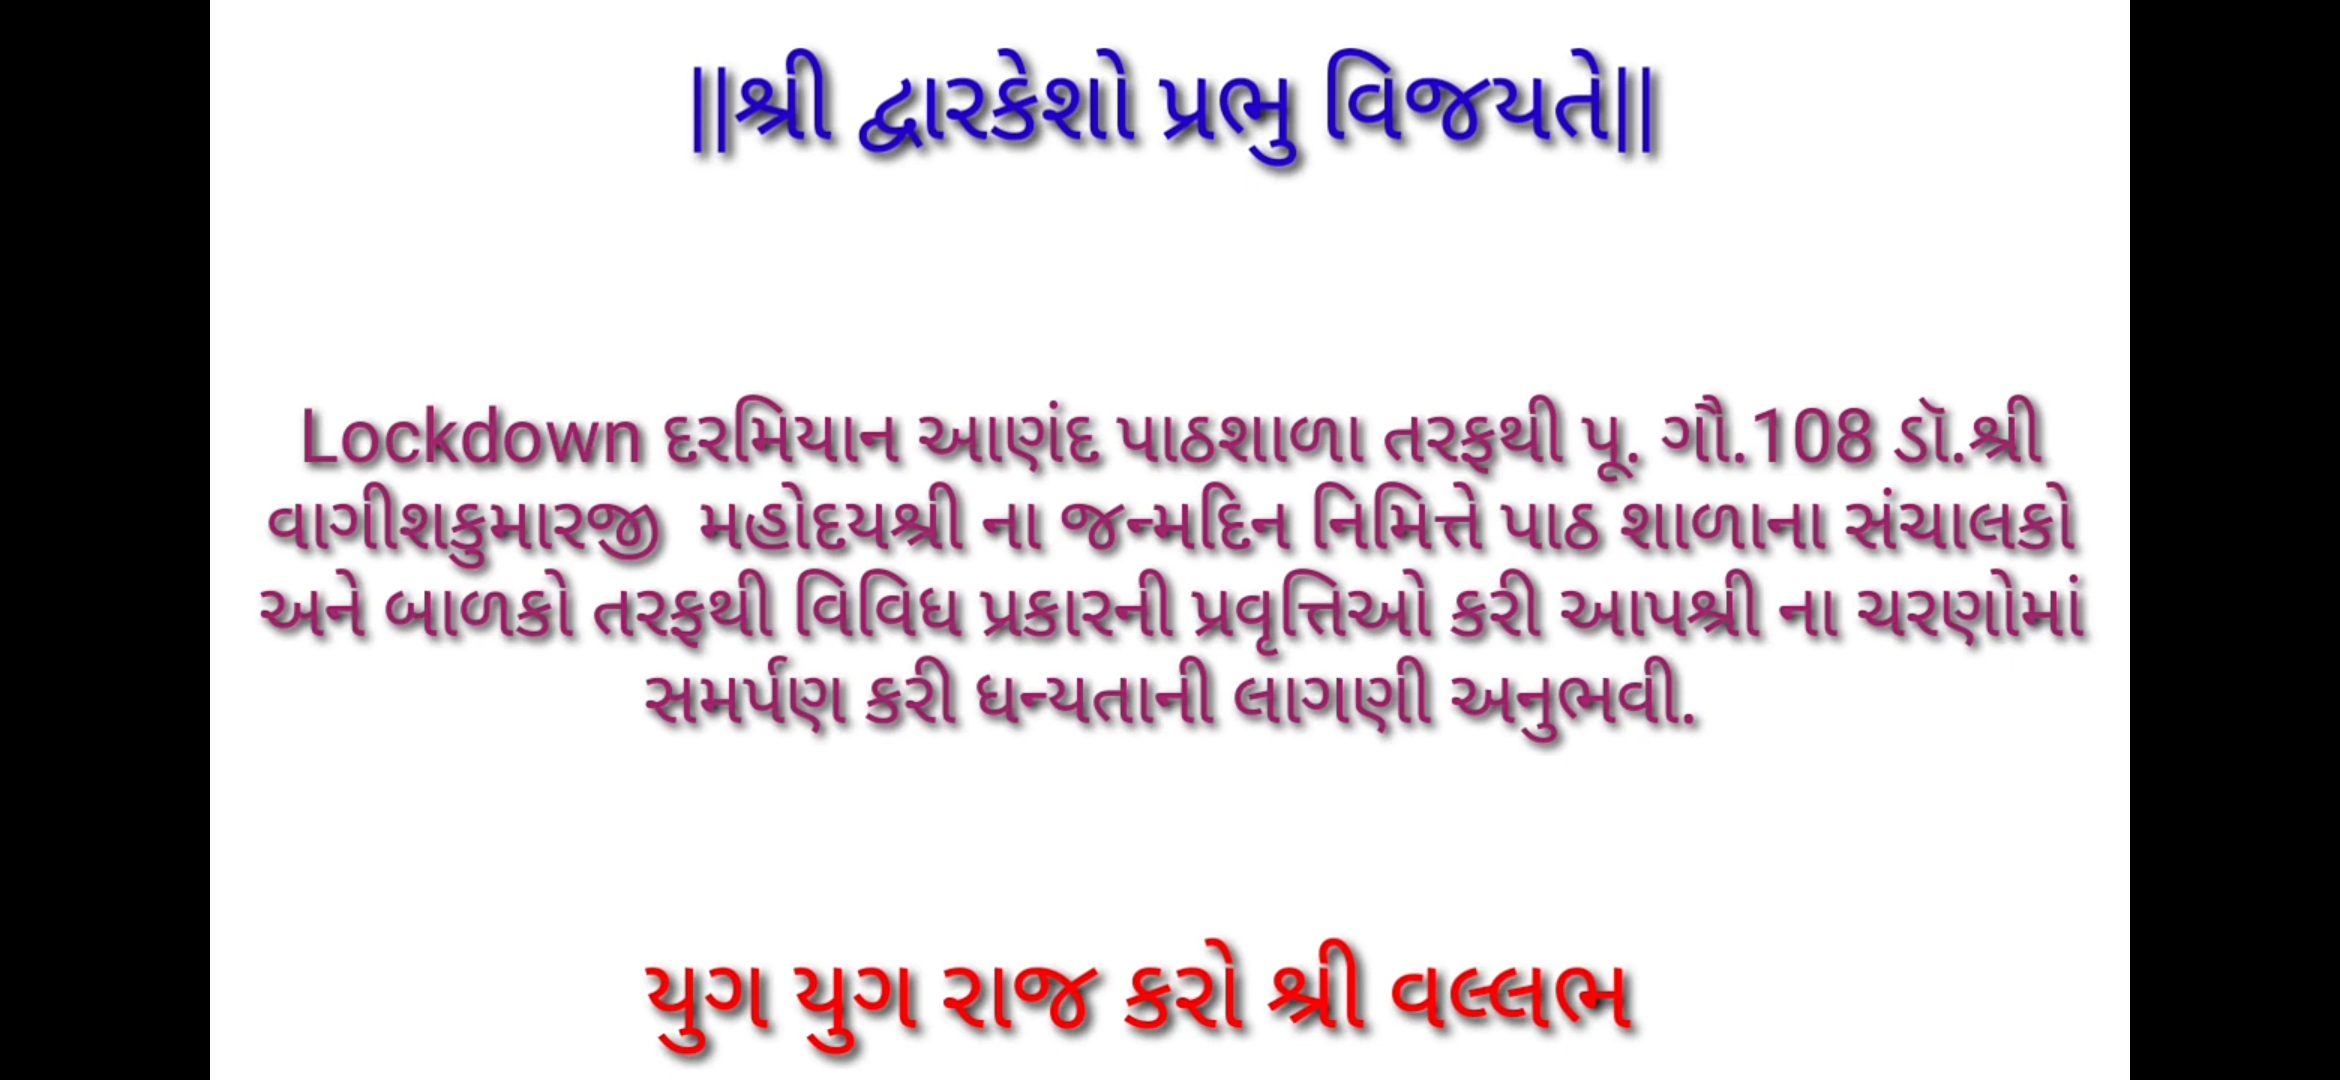 ||શ્રી દ્વારકેશો પ્રભુ વિજયતે||
Lockdown દરમિયાન આણંદ પાઠશાળા તરફથી પૂ. ગૌ.108 ડૉ.શ્રી
વાગીશકુમારજી  મહોદયશ્રી ના જન્મદિન નિમિત્તે પાઠ શાળાના સંચાલકો
અને બાળકો તરફથી વિવિધ પ્રકારની પ્રવૃત્તિઓ કરી આપશ્રી ના ચરણોમાં
સમર્પણ કરી ધન્યતાની લાગણી અનુભવી.
યુગ યુગ રાજ કરો શ્રી વલ્લભ